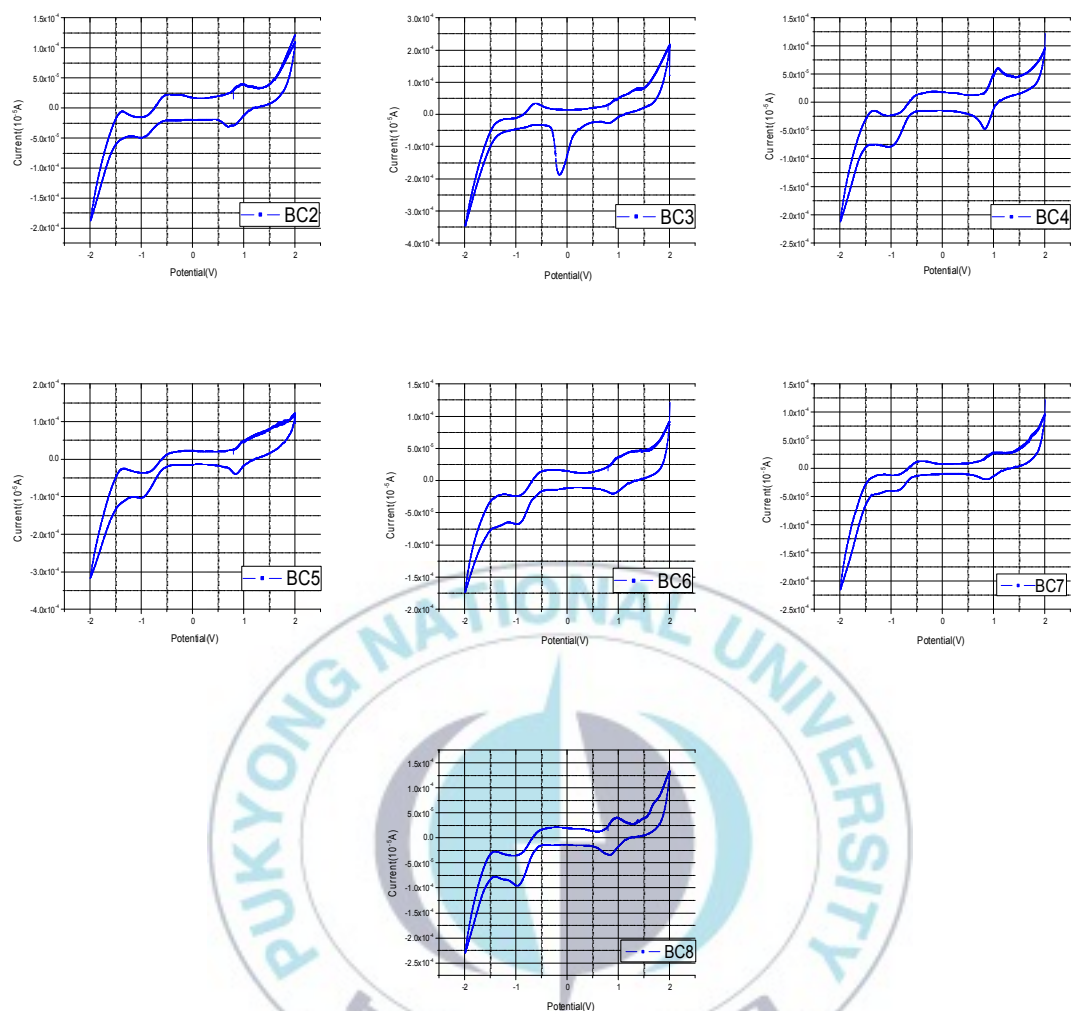 1.5x10⁻⁴
1.0x10⁻⁴
5.0x10⁻⁵
0.0
-5.0x10⁻⁵
-1.0x10⁻⁴
-1.5x10⁻⁴
-2.0x10⁻⁴
Current(10⁻⁵A)
BC2
-2 -1 0 1 2
Potential(V)
3.0x10⁻⁴
2.0x10⁻⁴
1.0x10⁻⁴
0.0
-1.0x10⁻⁴
-2.0x10⁻⁴
-3.0x10⁻⁴
-4.0x10⁻⁴
Current(10⁻⁵A)
BC3
-2 -1 0 1 2
Potential(V)
1.5x10⁻⁴
1.0x10⁻⁴
5.0x10⁻⁵
0.0
-5.0x10⁻⁵
-1.0x10⁻⁴
-1.5x10⁻⁴
-2.0x10⁻⁴
-2.5x10⁻⁴
Current(10⁻⁵A)
BC4
-2 -1 0 1 2
Potential(V)
2.0x10⁻⁴
1.0x10⁻⁴
0.0
-1.0x10⁻⁴
-2.0x10⁻⁴
-3.0x10⁻⁴
-4.0x10⁻⁴
Current(10⁻⁵A)
BC5
-2 -1 0 1 2
Potential(V)
1.5x10⁻⁴
1.0x10⁻⁴
5.0x10⁻⁵
0.0
-5.0x10⁻⁵
-1.0x10⁻⁴
-1.5x10⁻⁴
-2.0x10⁻⁴
Current(10⁻⁵A)
BC6
-2 -1 0 1 2
Potential(V)
1.5x10⁻⁴
1.0x10⁻⁴
5.0x10⁻⁵
0.0
-5.0x10⁻⁵
-1.0x10⁻⁴
-1.5x10⁻⁴
-2.0x10⁻⁴
-2.5x10⁻⁴
Current(10⁻⁵A)
BC7
-2 -1 0 1 2
Potential(V)
1.5x10⁻⁴
1.0x10⁻⁴
5.0x10⁻⁵
0.0
-5.0x10⁻⁵
-1.0x10⁻⁴
-1.5x10⁻⁴
-2.0x10⁻⁴
-2.5x10⁻⁴
Current(10⁻⁵A)
BC8
-2 -1 0 1 2
Potential(V)
PUKYONG NATIONAL UNIVERSITY